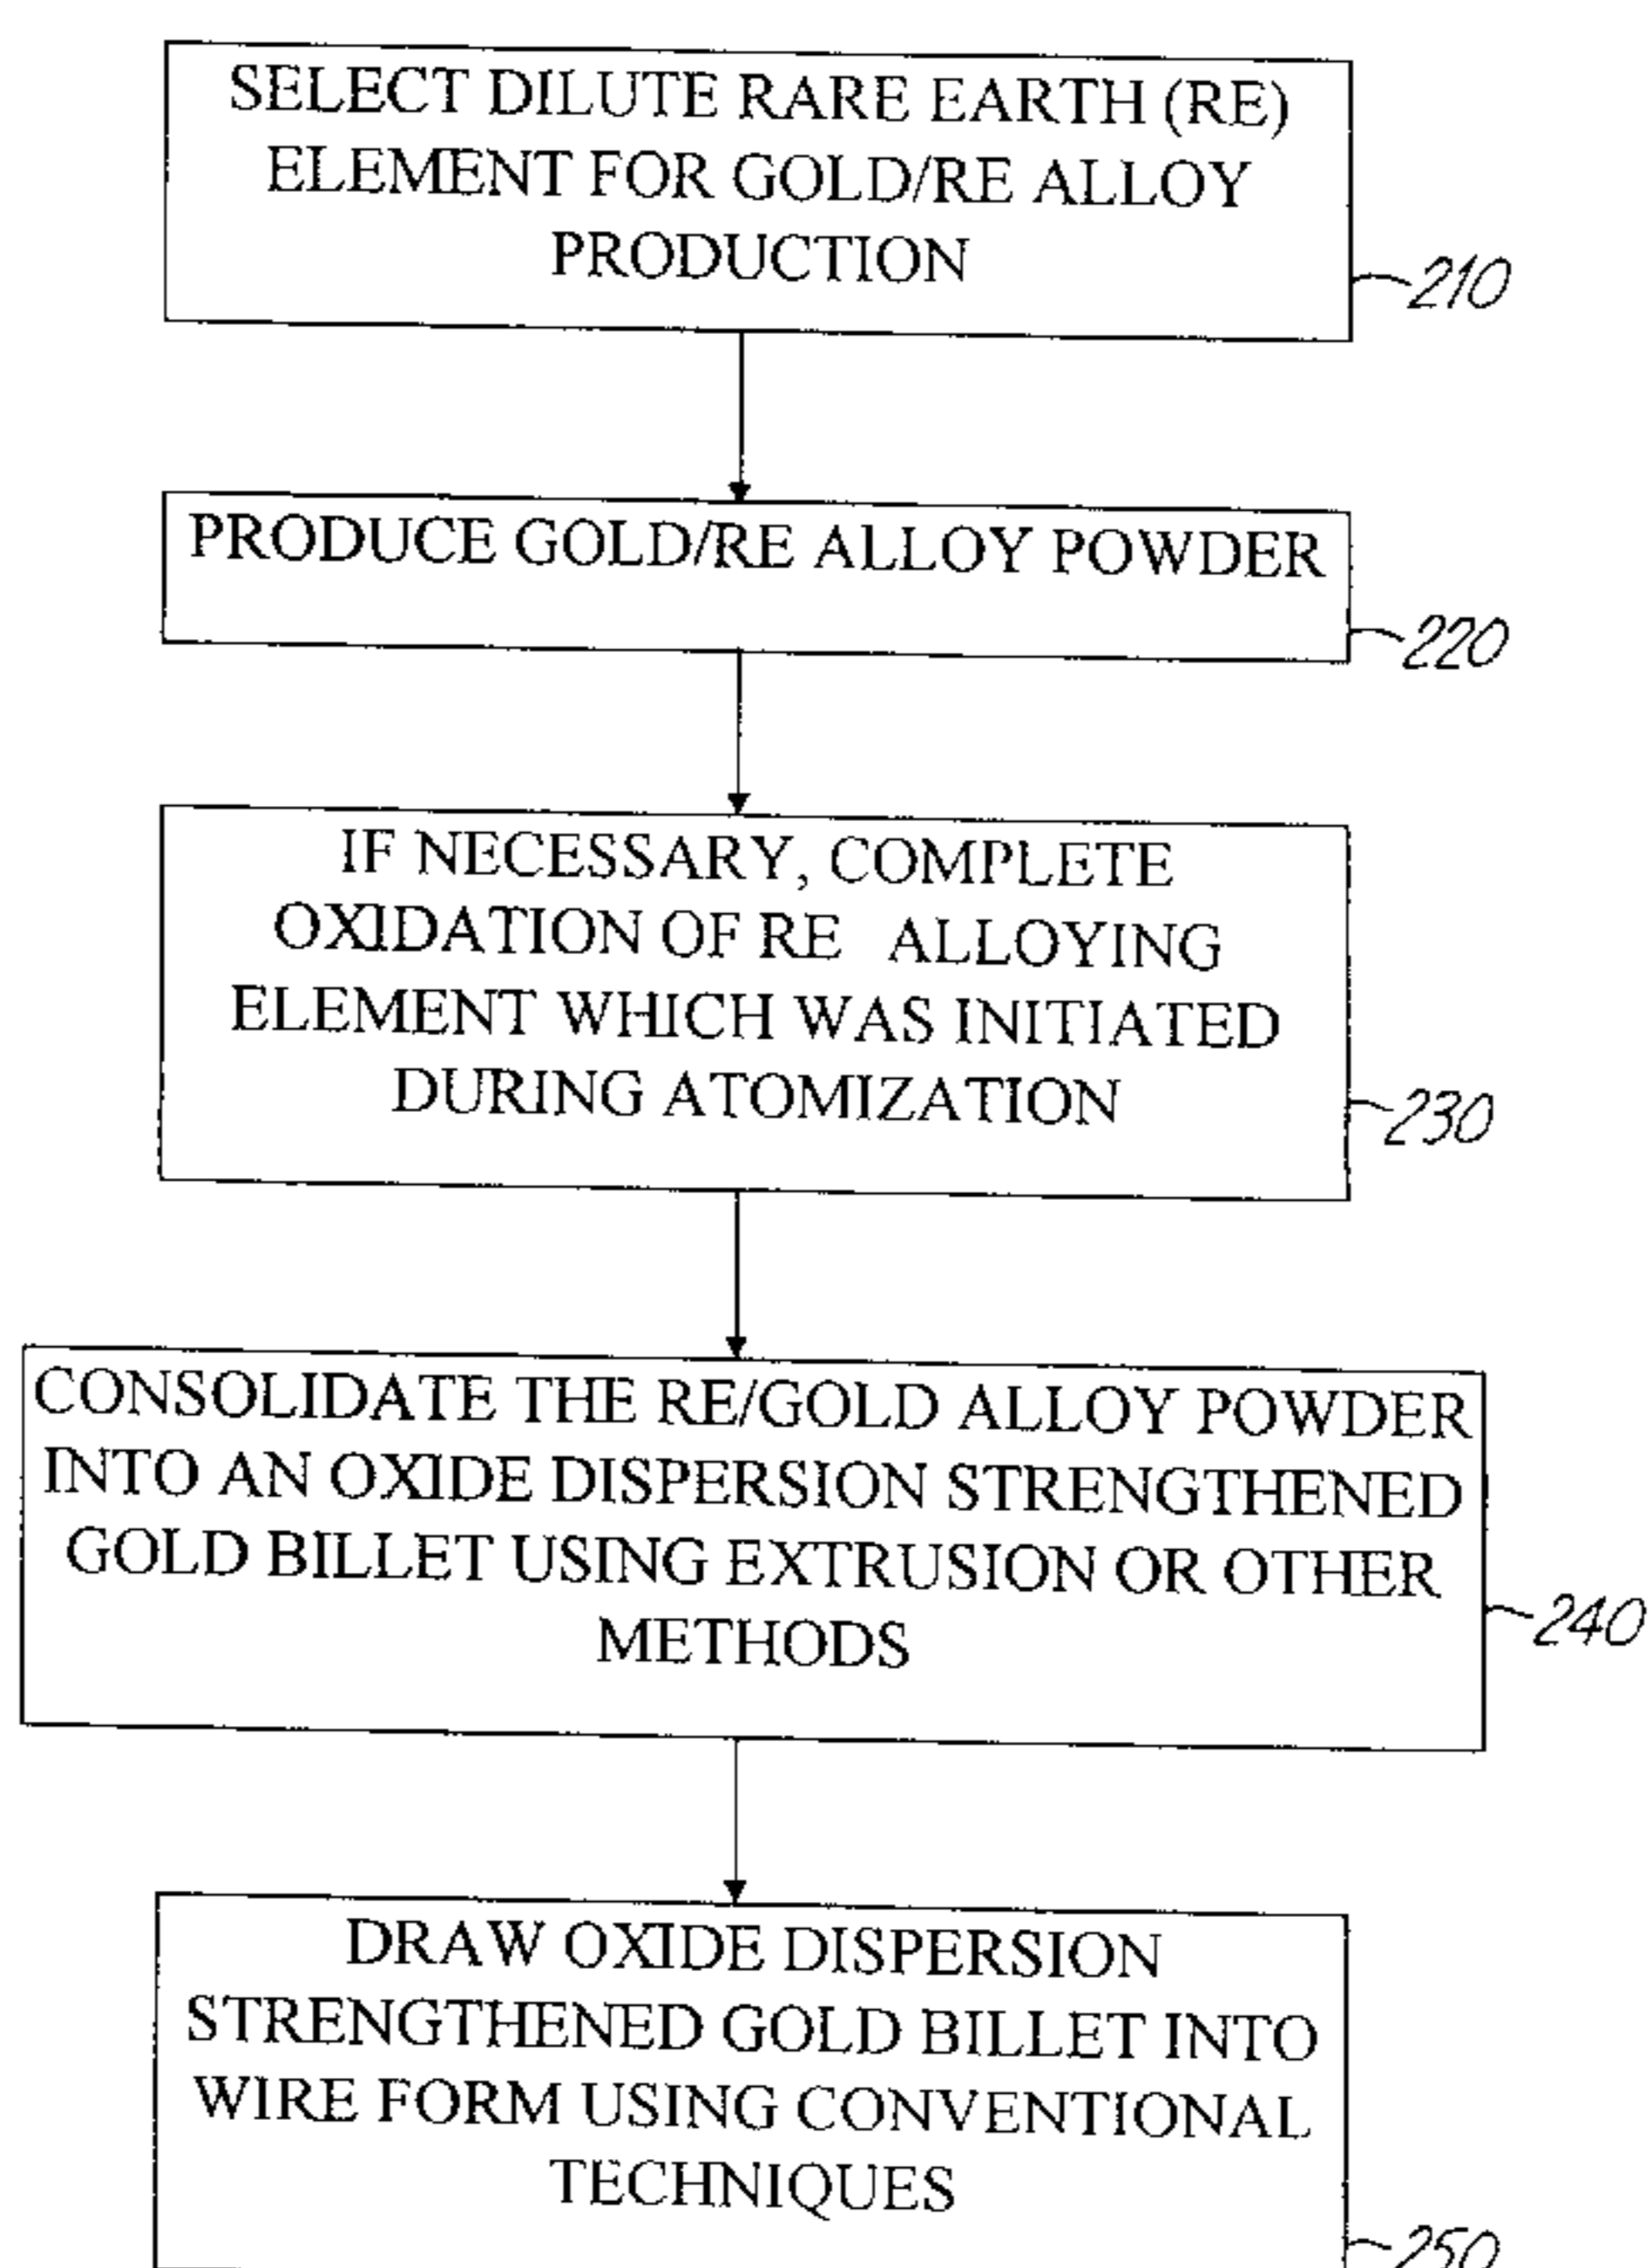 SELECT DILUTE RARE EARTH (RE)
ELEMENT FOR GOLD/RE ALLOY
PRODUCTION
210
PRODUCE GOLD/RE ALLOY POWDER
220
IF NECESSARY, COMPLETE
OXIDATION OF RE ALLOYING
ELEMENT WHICH WAS INITIATED
DURING ATOMIZATION
230
CONSOLIDATE THE RE/GOLD ALLOY POWDER
INTO AN OXIDE DISPERSION STRENGTHENED
GOLD BILLET USING EXTRUSION OR OTHER
METHODS
240
DRAW OXIDE DISPERSION
STRENGTHENED GOLD BILLET INTO
WIRE FORM USING CONVENTIONAL
TECHNIQUES
250